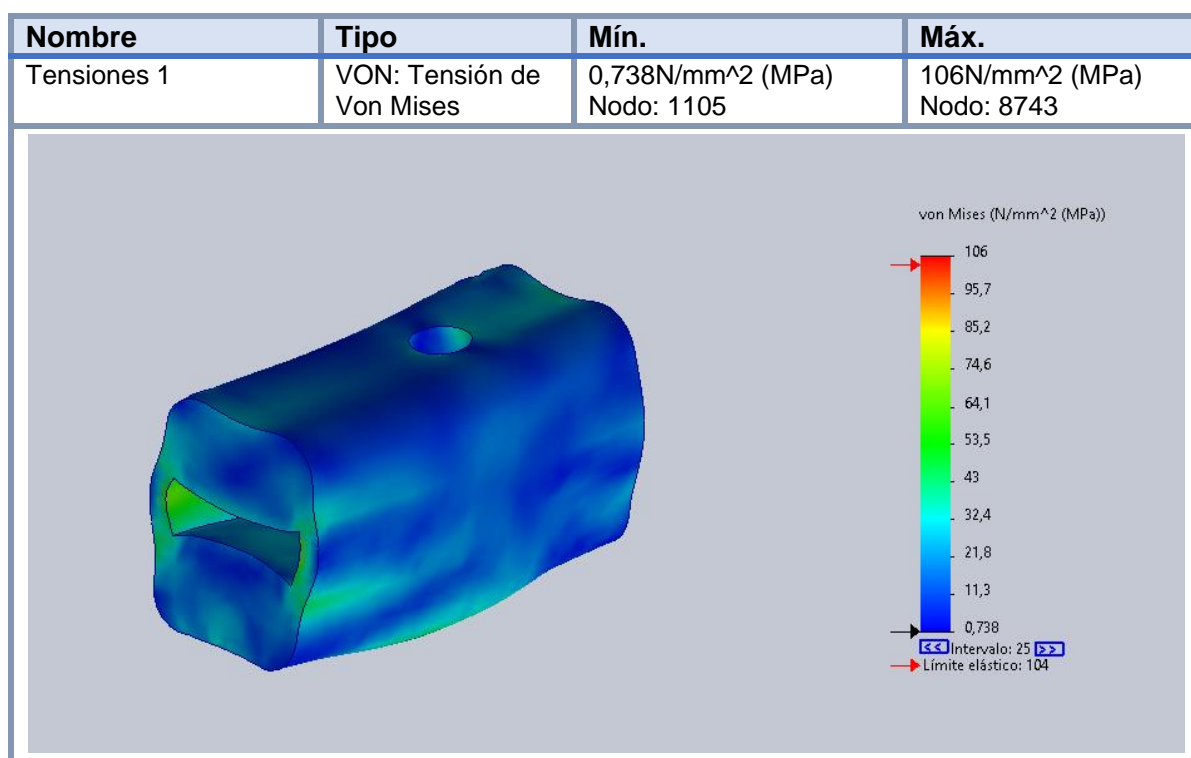 Nombre Tipo Mín. Máx.
Tensiones 1 VON: Tensión de Von Mises 0,738N/mm^2 (MPa) Nodo: 1105 106N/mm^2 (MPa) Nodo: 8743
von Mises (N/mm^2 (MPa))
106
95,7
85,2
74,6
64,1
53,5
43
32,4
21,8
11,3
0,738
<< Intervalo: 25 >>
Límite elástico: 104